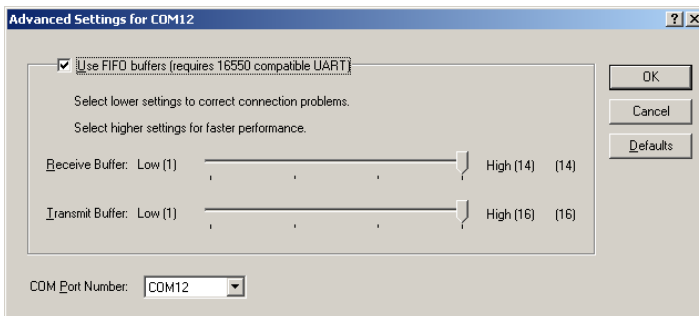 Advanced Settings for COM12
Use FIFO buffers (requires 16550 compatible UART)
Select lower settings to correct connection problems.
Select higher settings for faster performance.
Receive Buffer: Low (1) High (14) (14)
Transmit Buffer: Low (1) High (16) (16)
COM Port Number: COM12
OK
Cancel
Defaults